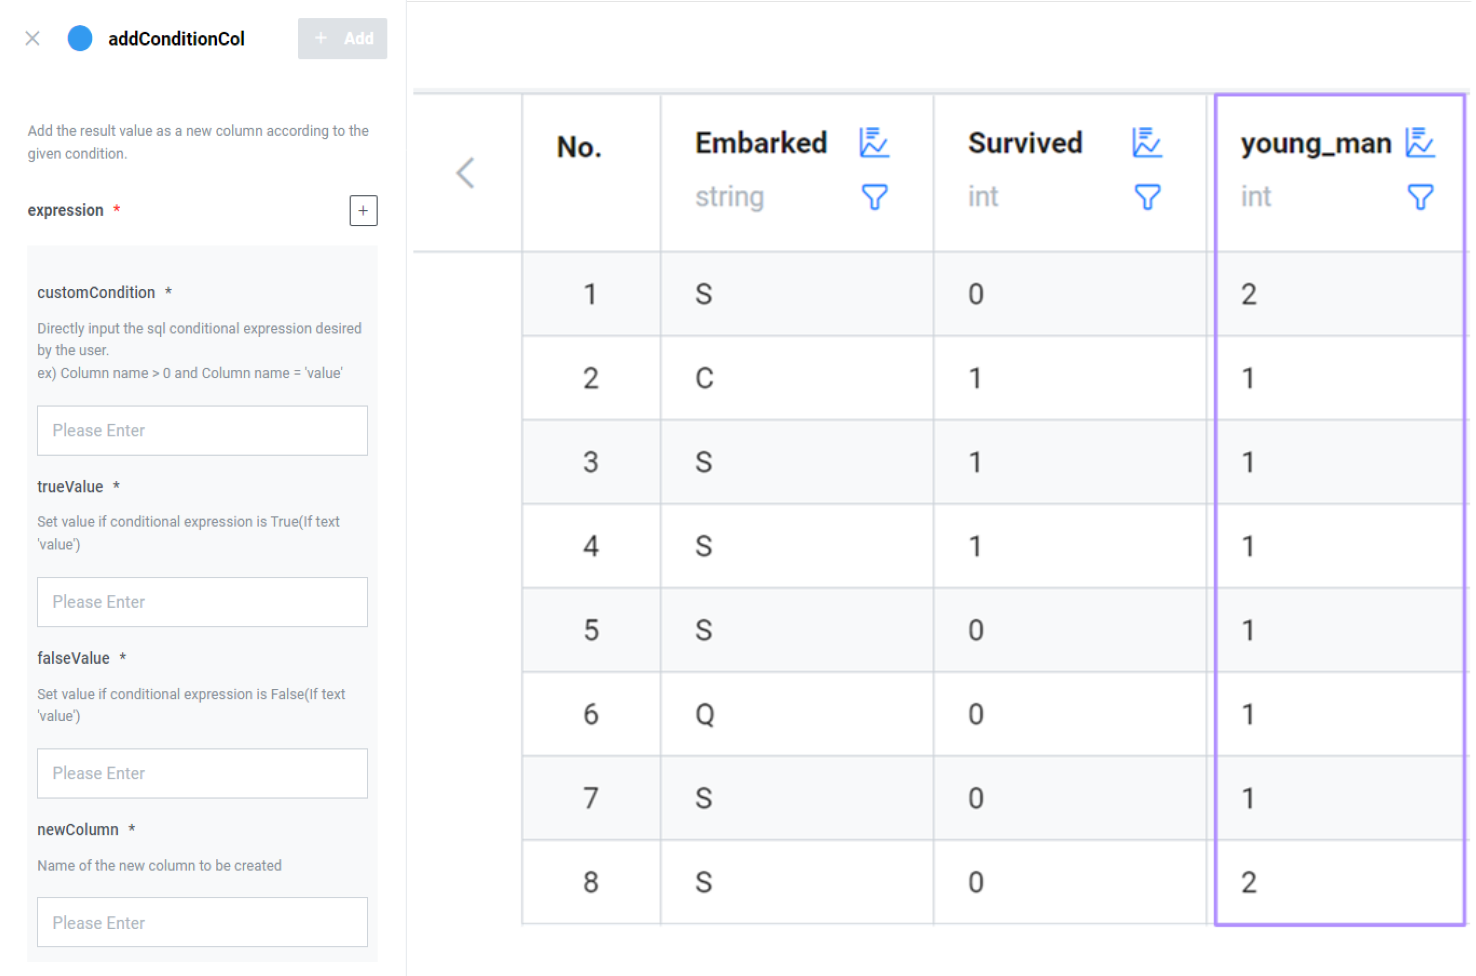 addConditionCol
+ Add
Add the result value as a new column according to the
given condition.
expression *
+
customCondition *
Directly input the sql conditional expression desired
by the user.
ex) Column name > 0 and Column name = 'value'
Please Enter
trueValue *
Set value if conditional expression is True(If text
'value')
Please Enter
falseValue *
Set value if conditional expression is False(If text
'value')
Please Enter
newColumn *
Name of the new column to be created
Please Enter
No. Embarked Survived young_man
string int int
1 S 0 2
2 C 1 1
3 S 1 1
4 S 1 1
5 S 0 1
6 Q 0 1
7 S 0 1
8 S 0 2